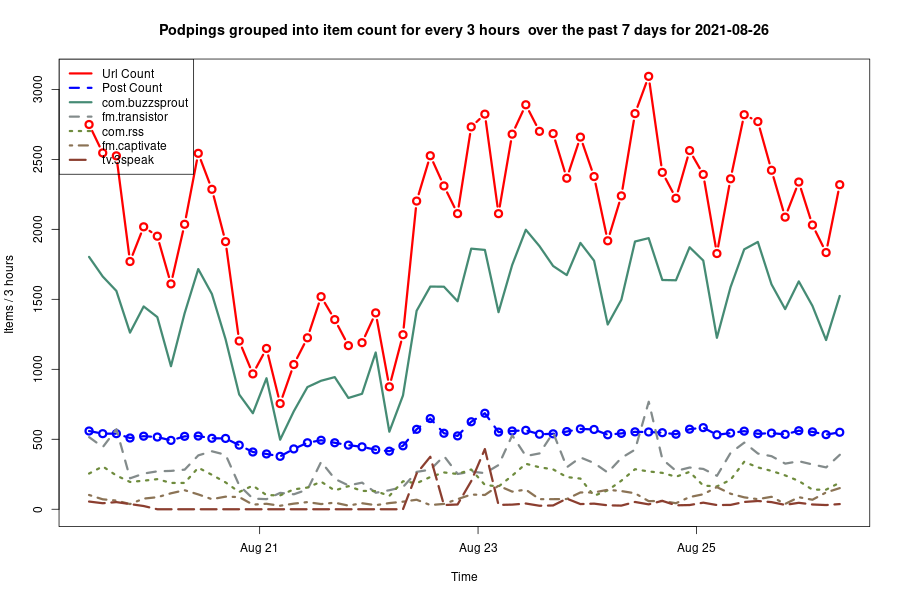 Podpings grouped into item count for every 3 hours  over the past 7 days for 2021-08-26
Url Count
Post Count
com.buzzsprout
fm.transistor
com.rss
fm.captivate
tv.3speak
Items / 3 hours
0
500
1000
1500
2000
2500
3000
Aug 21
Aug 23
Aug 25
Time